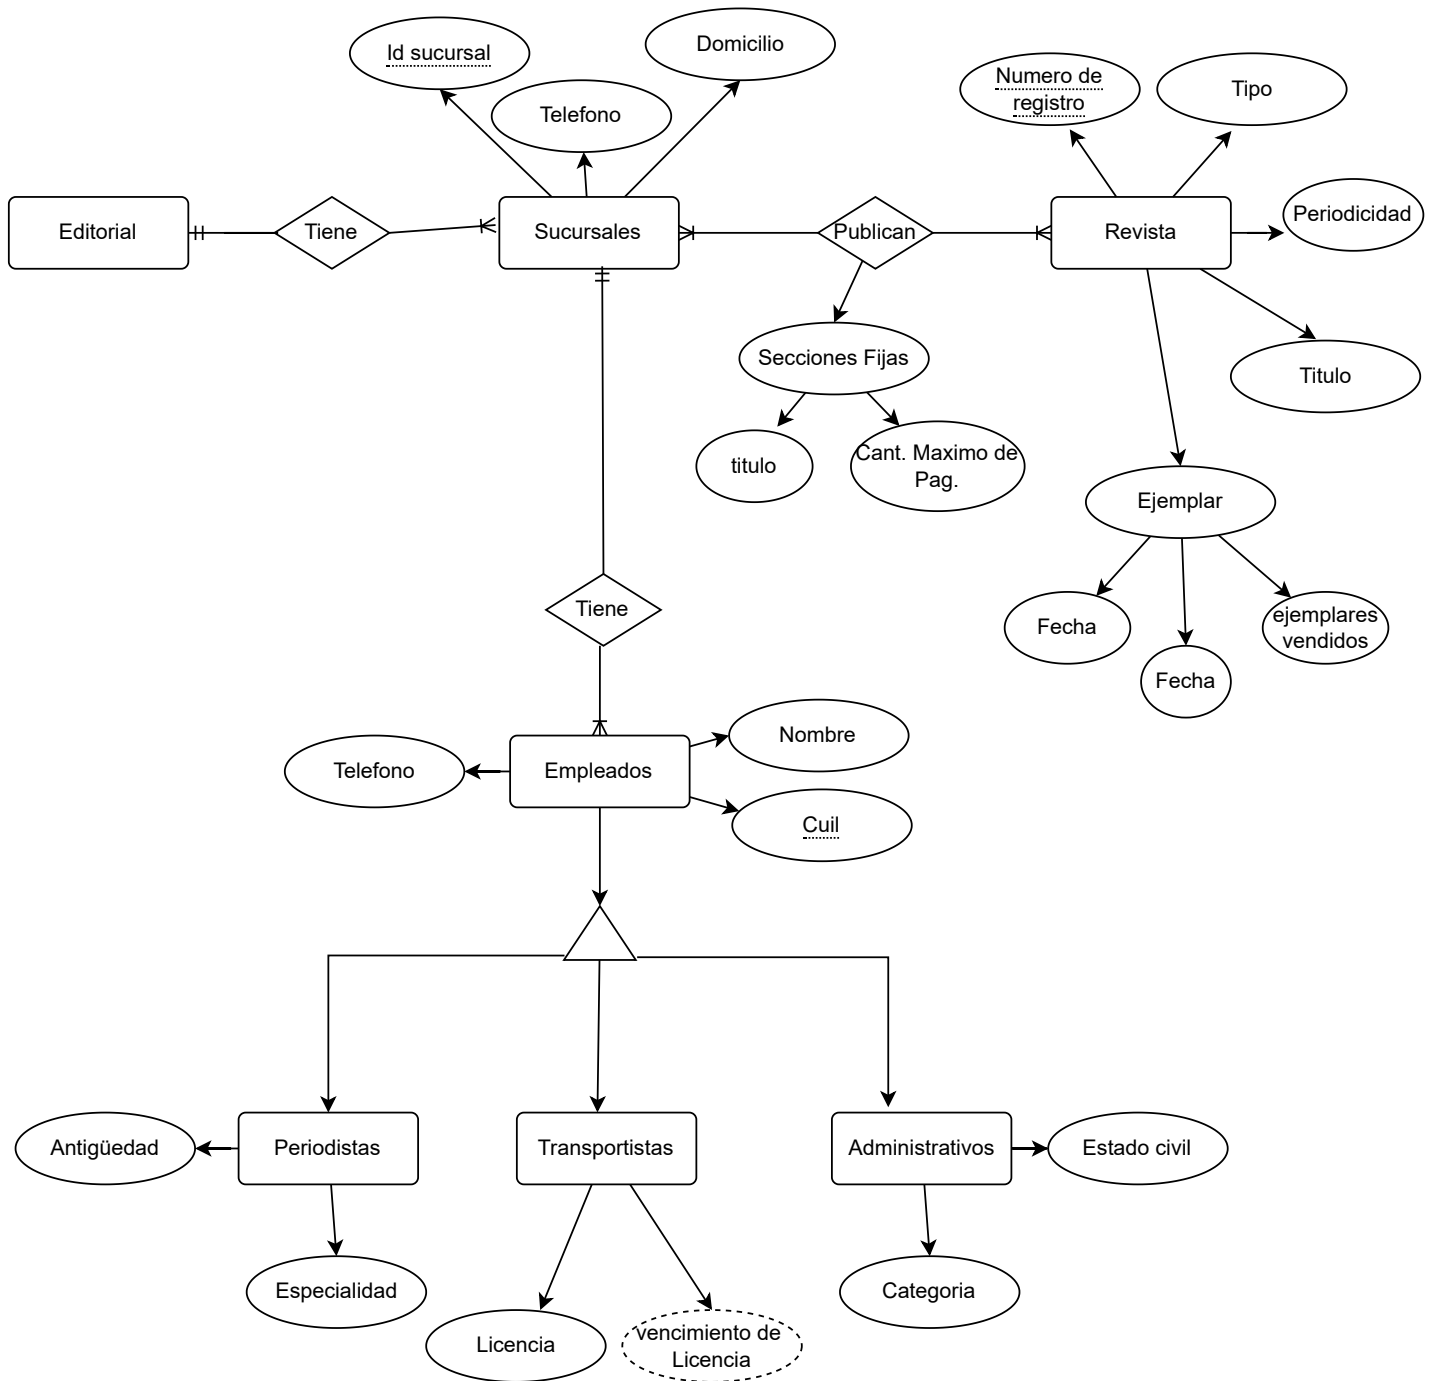 Id sucursal
Domicilio
Telefono
Numero de
registro
Tipo
Periodicidad
Editorial
Tiene
Sucursales
Publican
Revista
Secciones Fijas
Titulo
titulo
Cant. Maximo de
Pag.
Ejemplar
Fecha
ejemplares
vendidos
Fecha
Tiene
Nombre
Telefono
Empleados
Cuil
Antigüedad
Periodistas
Transportistas
Administrativos
Estado civil
Especialidad
Categoria
Licencia
vencimiento de
Licencia